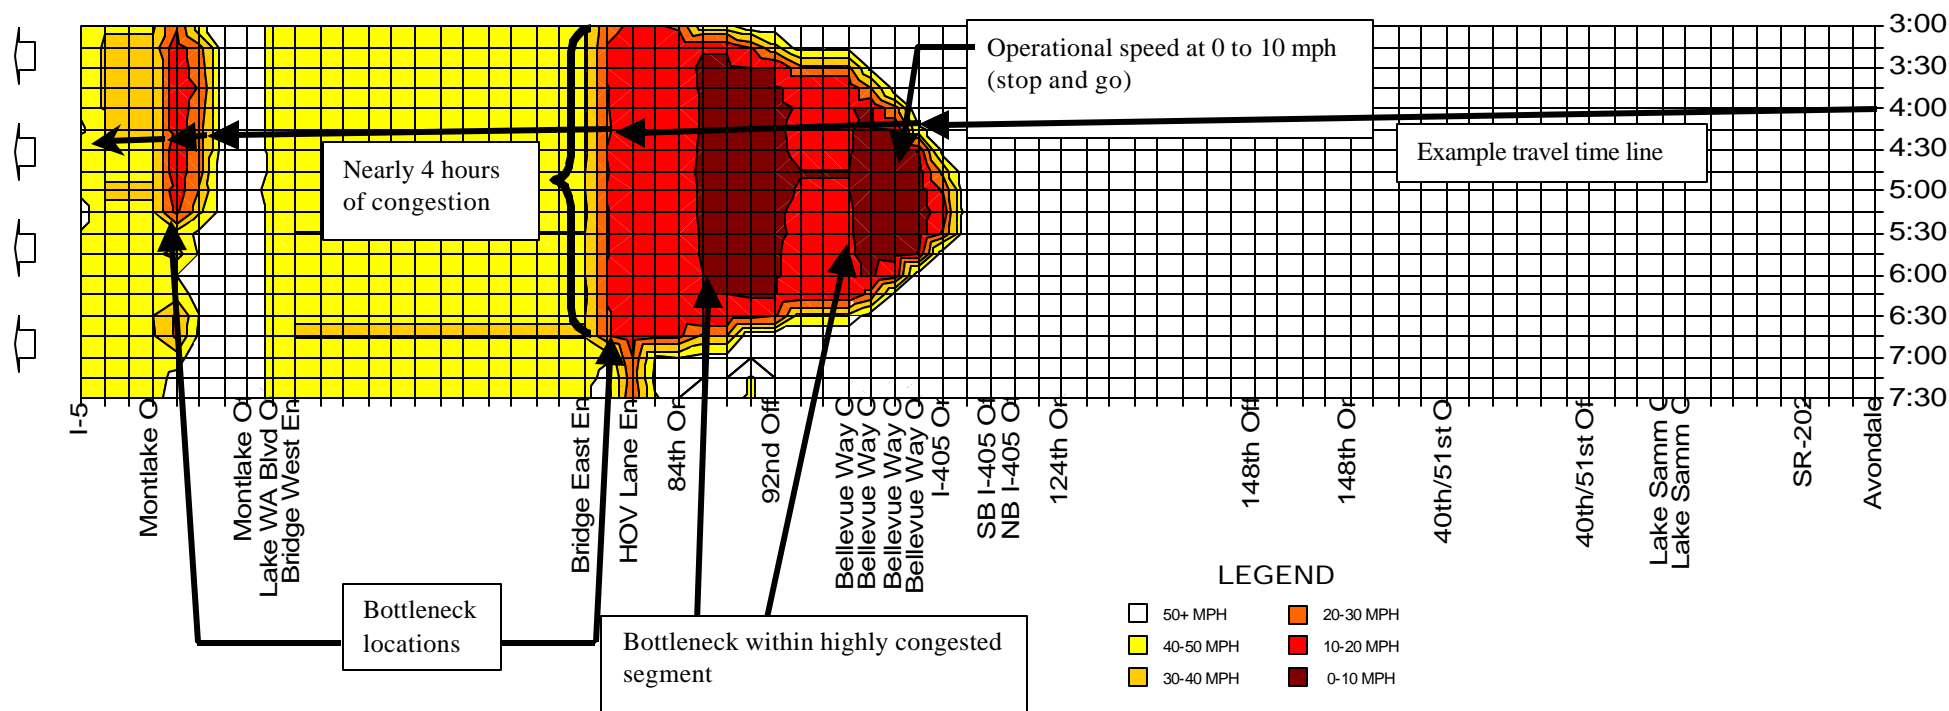 Operational speed at 0 to 10 mph
(stop and go)
Example travel time line
Nearly 4 hours
of congestion
3:00
3:30
4:00
4:30
5:00
5:30
6:00
6:30
7:00
7:30
I-5
Montlake O
Montlake O
Lake WA Blvd O
Bridge West En
Bridge East En
HOV Lane En
84th On
92nd Off
Bellevue Way O
Bellevue Way O
Bellevue Way O
Bellevue Way O
I-405 On
SB I-405 Of
NB I-405 Of
124th On
148th Off
148th On
40th/51st O
40th/51st Of
Lake Samm O
Lake Samm O
SR-202
Avondale
Bottleneck
locations
Bottleneck within highly congested
segment
LEGEND
50+ MPH
40-50 MPH
30-40 MPH
20-30 MPH
10-20 MPH
0-10 MPH